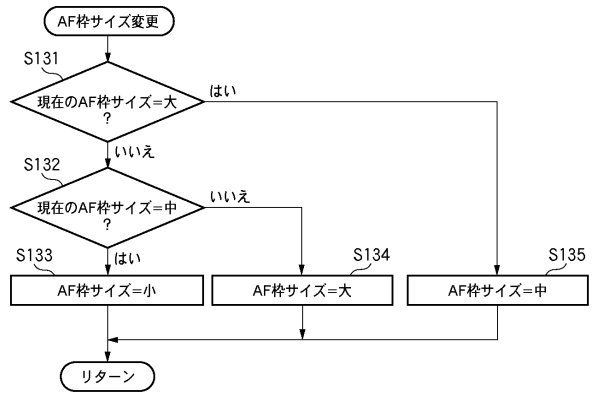 AF枠サイズ変更
S131
現在のAF枠サイズ=大
?
はい
いいえ
S132
現在のAF枠サイズ=中
?
いいえ
はい
S133
AF枠サイズ=小
S134
AF枠サイズ=大
S135
AF枠サイズ=中
リターン